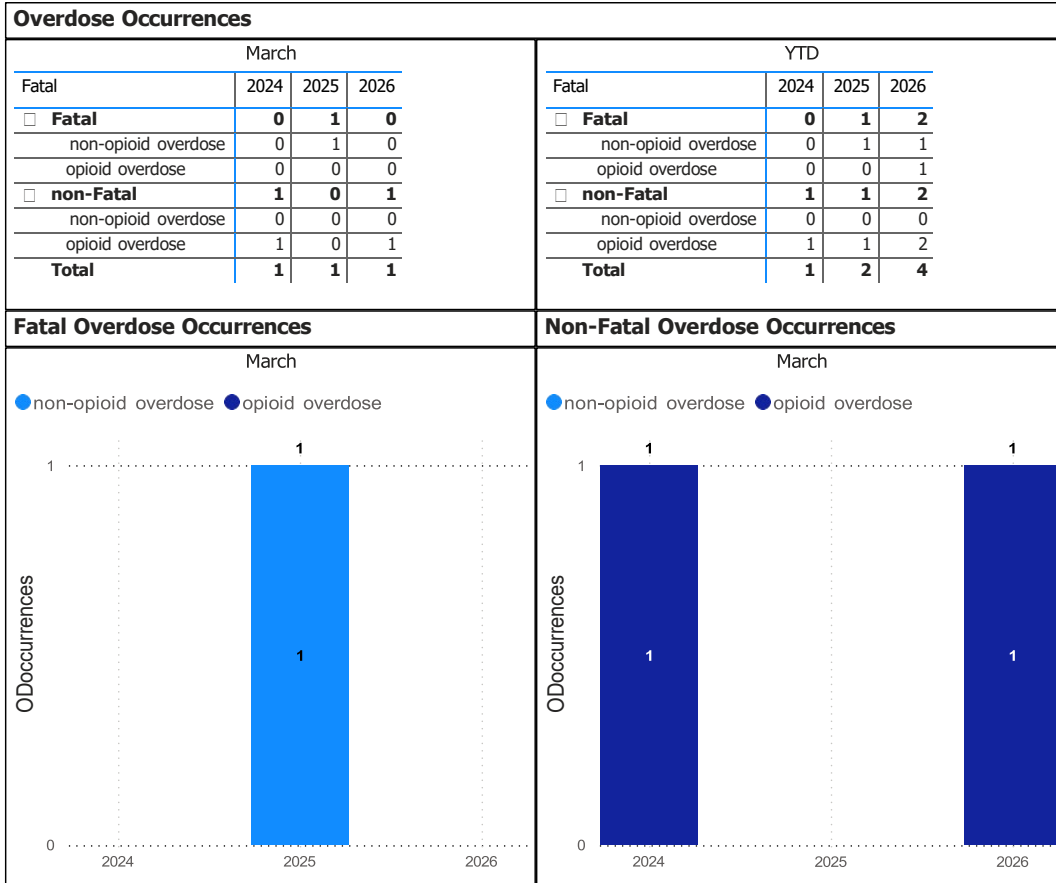 Overdose Occurrences
March
Fatal 2024 2025 2026
Fatal 0 1 0
non-opioid overdose 0 1 0
opioid overdose 0 0 0
non-Fatal 1 0 1
non-opioid overdose 0 0 0
opioid overdose 1 0 1
Total 1 1 1
YTD
Fatal 2024 2025 2026
Fatal 0 1 2
non-opioid overdose 0 1 1
opioid overdose 0 0 1
non-Fatal 1 1 2
non-opioid overdose 0 0 0
opioid overdose 1 1 2
Total 1 2 4
Fatal Overdose Occurrences
March
non-opioid overdose opioid overdose
1
1
1
0
ODoccurrences
2024 2025 2026
Non-Fatal Overdose Occurrences
March
non-opioid overdose opioid overdose
1 1
1
1 1
0
ODoccurrences
2024 2025 2026